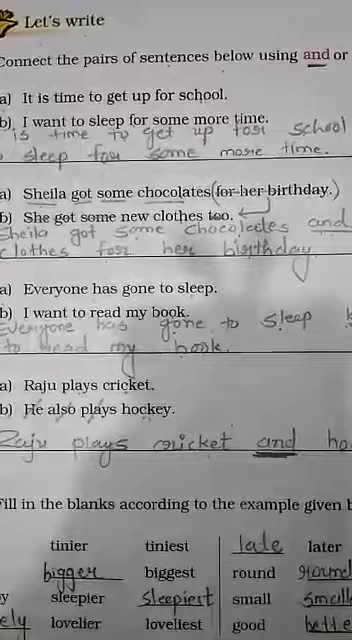 Let's write
Connect the pairs of sentences below using and or
a) It is time to get up for school.
b) I want to sleep for some more time.
is time to get up for school
sleep for some more time.
a) Sheila got some chocolates (for her birthday.)
b) She got some new clothes too.
Sheila got some chocolates and
clothes for her birthday
a) Everyone has gone to sleep.
b) I want to read my book.
Everyone has gone to sleep
to read my book.
a) Raju plays cricket.
b) He also plays hockey.
Raju plays cricket and ho
Fill in the blanks according to the example given b
tinier tiniest late later
bigger biggest round round
y sleepier sleepiest small small
ely lovelier loveliest good bette